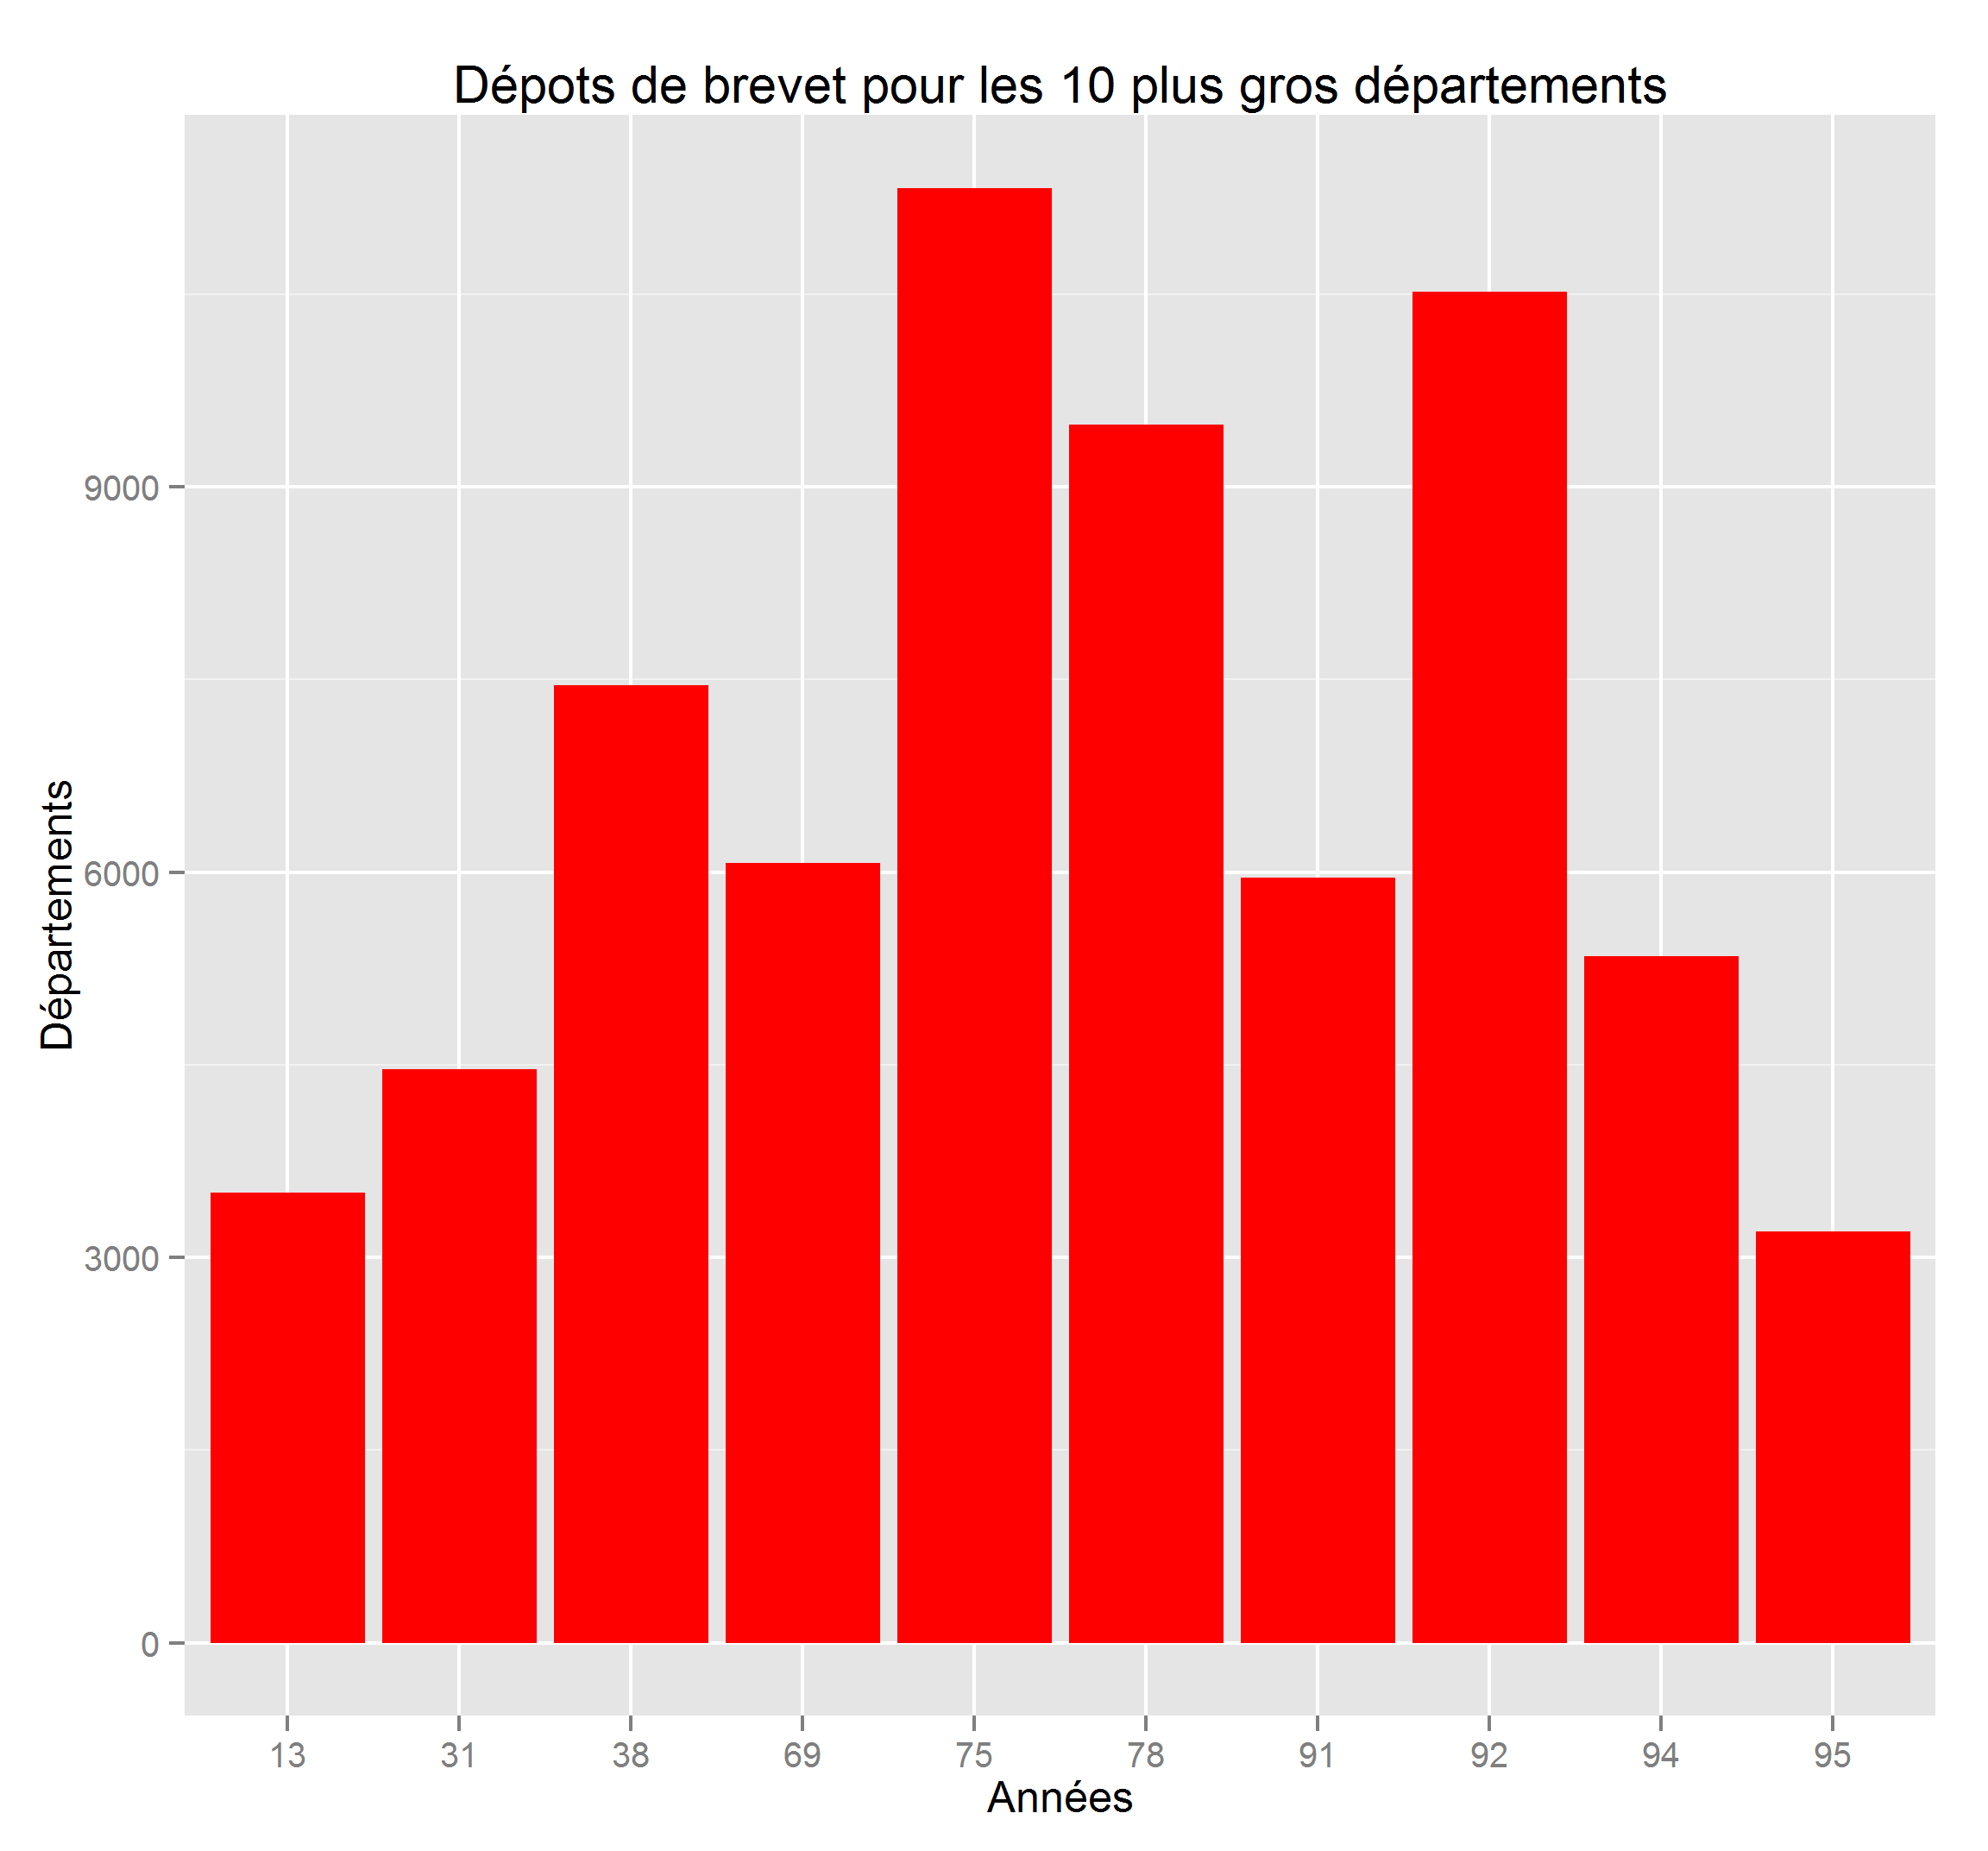 Dépots de brevet pour les 10 plus gros départements
Départements
9000
6000
3000
0
13 31 38 69 75 78 91 92 94 95
Années